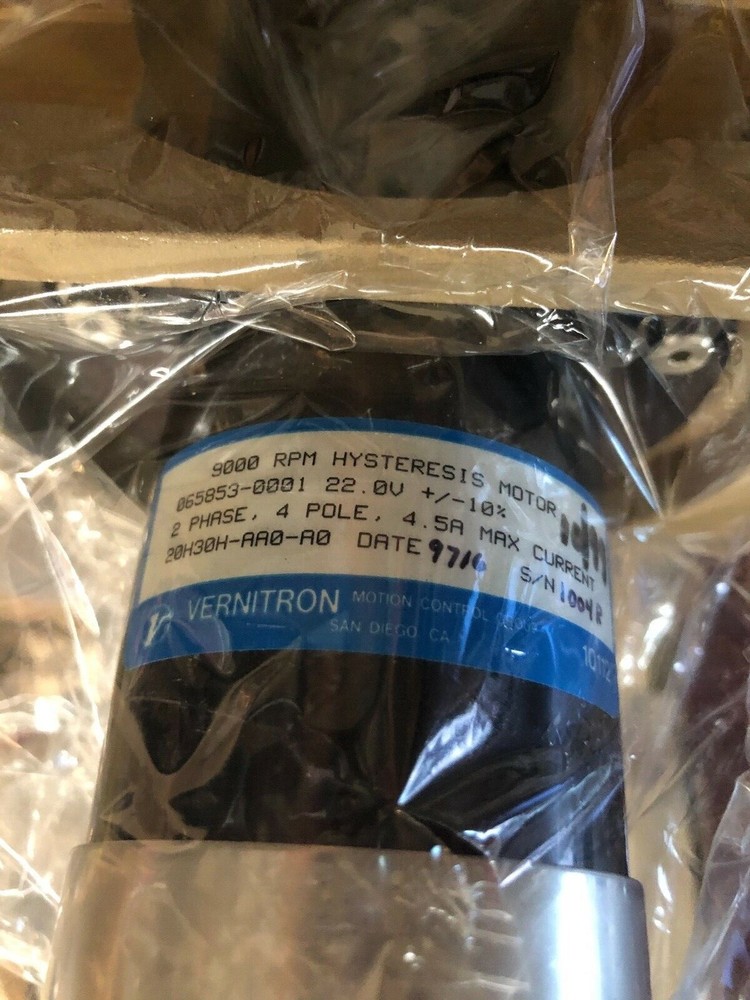 9000 RPM HYSTERESIS MOTOR
065853-0001 22.0V +/-10%
2 PHASE, 4 POLE, 4.5A MAX CURRENT
20H30H-AA0-A0 DATE 9716 S/N 1004R
VERNITRON MOTION CONTROL GROUP
SAN DIEGO CA
10112